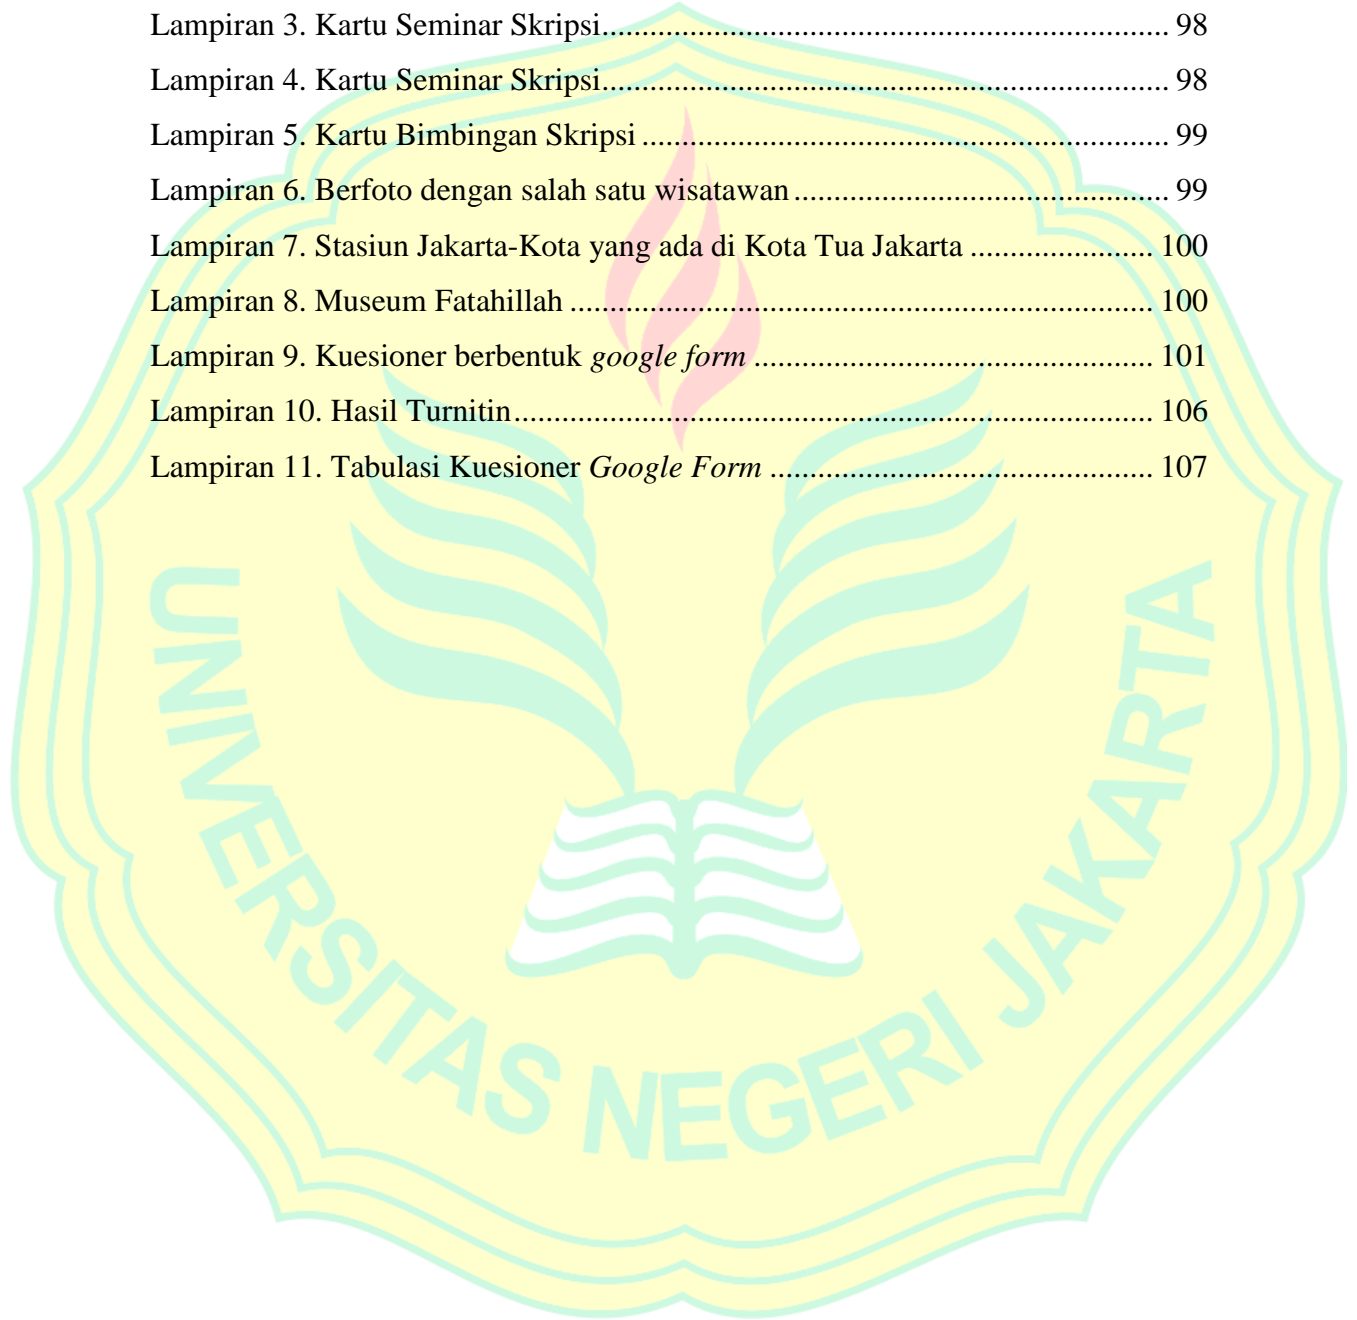 Lampiran 3. Kartu Seminar Skripsi...................................................................... 98
Lampiran 4. Kartu Seminar Skripsi...................................................................... 98
Lampiran 5. Kartu Bimbingan Skripsi ................................................................. 99
Lampiran 6. Berfoto dengan salah satu wisatawan ............................................... 99
Lampiran 7. Stasiun Jakarta-Kota yang ada di Kota Tua Jakarta ....................... 100
Lampiran 8. Museum Fatahillah ........................................................................ 100
Lampiran 9. Kuesioner berbentuk google form .................................................. 101
Lampiran 10. Hasil Turnitin................................................................................ 106
Lampiran 11. Tabulasi Kuesioner Google Form ................................................ 107
UNIVERSITAS NEGERI JAKARTA